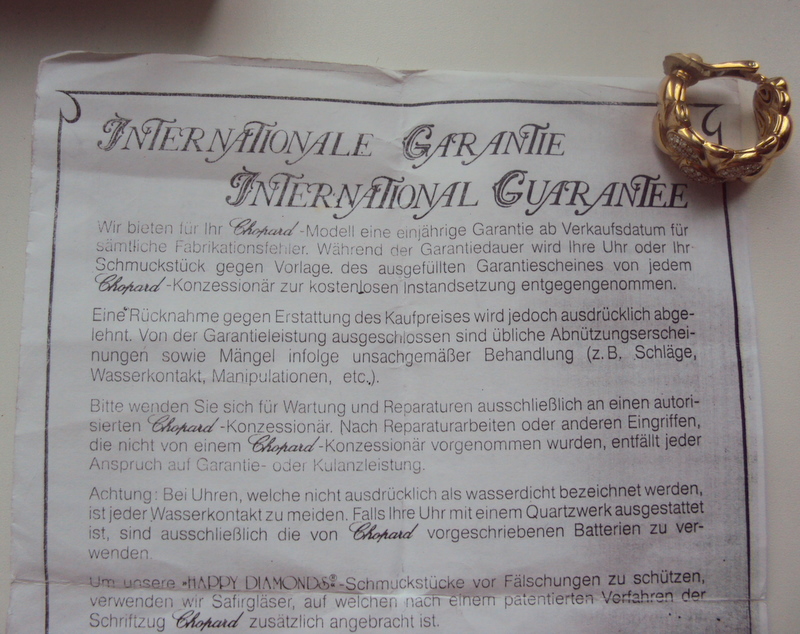 INTERNATIONALE GARANTIE
INTERNATIONAL GUARANTEE
Wir bieten für Ihr Chopard-Modell eine einjährige Garantie ab Verkaufsdatum für
sämtliche Fabrikationsfehler. Während der Garantiedauer wird Ihre Uhr oder Ihr
Schmuckstück gegen Vorlage. des ausgefüllten Garantiescheines von jedem
Chopard-Konzessionär zur kostenlosen Instandsetzung entgegengenommen.
Eine Rücknahme gegen Erstattung des Kaufpreises wird jedoch ausdrücklich abge-
lehnt. Von der Garantieleistung ausgeschlossen sind übliche Abnützungserschei-
nungen sowie Mängel infolge unsachgemäßer Behandlung (z. B. Schläge,
Wasserkontakt, Manipulationen, etc.).
Bitte wenden Sie sich für Wartung und Reparaturen ausschließlich an einen autori-
sierten Chopard-Konzessionär. Nach Reparaturarbeiten oder anderen Eingriffen,
die nicht von einem Chopard-Konzessionär vorgenommen wurden, entfällt jeder
Anspruch auf Garantie- oder Kulanzleistung.
Achtung: Bei Uhren, welche nicht ausdrücklich als wasserdicht bezeichnet werden,
ist jeder Wasserkontakt zu meiden. Falls Ihre Uhr mit einem Quartzwerk ausgestattet
ist, sind ausschließlich die von Chopard vorgeschriebenen Batterien zu ver-
wenden.
Um unsere »HAPPY DIAMONDS®«-Schmuckstücke vor Fälschungen zu schützen,
verwenden wir Safirgläser, auf welchen nach einem patentierten Verfahren der
Schriftzug Chopard zusätzlich angebracht ist.